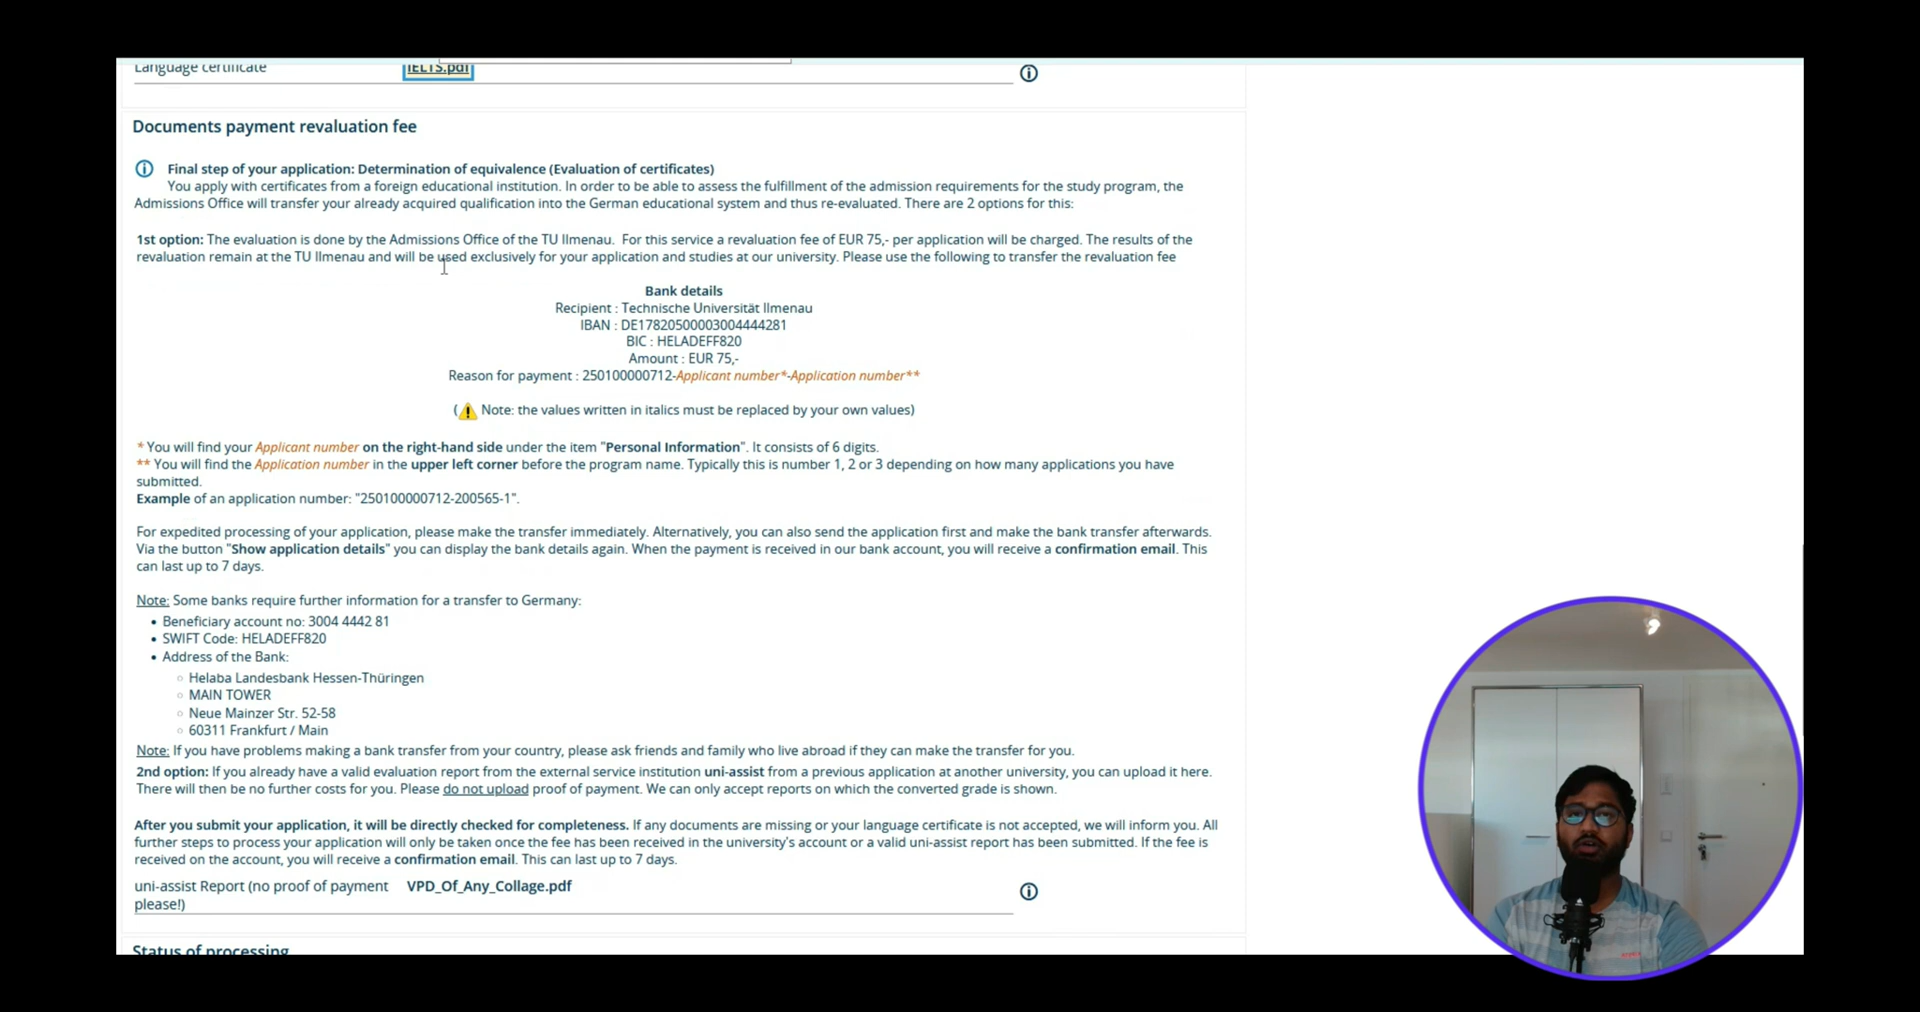 Language certificate IELTS.pdf
Documents payment revaluation fee
Final step of your application: Determination of equivalence (Evaluation of certificates)
You apply with certificates from a foreign educational institution. In order to be able to assess the fulfillment of the admission requirements for the study program, the
Admissions Office will transfer your already acquired qualification into the German educational system and thus re-evaluated. There are 2 options for this:
1st option: The evaluation is done by the Admissions Office of the TU Ilmenau. For this service a revaluation fee of EUR 75,- per application will be charged. The results of the
revaluation remain at the TU Ilmenau and will be used exclusively for your application and studies at our university. Please use the following to transfer the revaluation fee
Bank details
Recipient : Technische Universität Ilmenau
IBAN : DE17820500003004444281
BIC : HELADEFF820
Amount : EUR 75,-
Reason for payment : 250100000712-Applicant number*-Application number**
(⚠ Note: the values written in italics must be replaced by your own values)
* You will find your Applicant number on the right-hand side under the item "Personal Information". It consists of 6 digits.
** You will find the Application number in the upper left corner before the program name. Typically this is number 1, 2 or 3 depending on how many applications you have
submitted.
Example of an application number: "250100000712-200565-1".
For expedited processing of your application, please make the transfer immediately. Alternatively, you can also send the application first and make the bank transfer afterwards.
Via the button "Show application details" you can display the bank details again. When the payment is received in our bank account, you will receive a confirmation email. This
can last up to 7 days.
Note: Some banks require further information for a transfer to Germany:
• Beneficiary account no: 3004 4442 81
• SWIFT Code: HELADEFF820
• Address of the Bank:
◦ Helaba Landesbank Hessen-Thüringen
◦ MAIN TOWER
◦ Neue Mainzer Str. 52-58
◦ 60311 Frankfurt / Main
Note: If you have problems making a bank transfer from your country, please ask friends and family who live abroad if they can make the transfer for you.
2nd option: If you already have a valid evaluation report from the external service institution uni-assist from a previous application at another university, you can upload it here.
There will then be no further costs for you. Please do not upload proof of payment. We can only accept reports on which the converted grade is shown.
After you submit your application, it will be directly checked for completeness. If any documents are missing or your language certificate is not accepted, we will inform you. All
further steps to process your application will only be taken once the fee has been received in the university's account or a valid uni-assist report has been submitted. If the fee is
received on the account, you will receive a confirmation email. This can last up to 7 days.
uni-assist Report (no proof of payment VPD_Of_Any_Collage.pdf
please!)
Status of processing